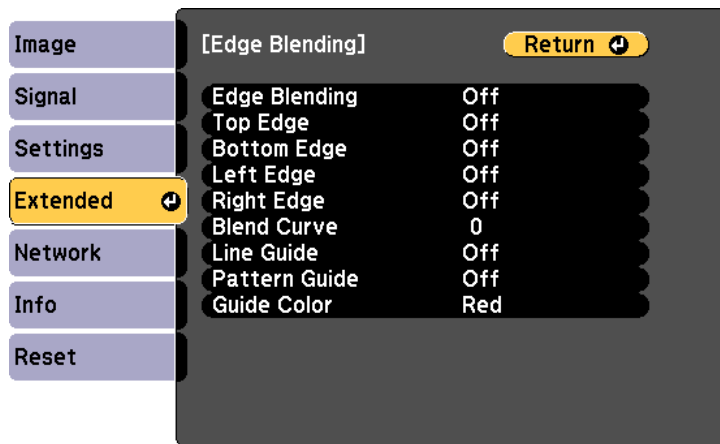 Image
Signal
Settings
Extended
Network
Info
Reset
[Edge Blending] Return
Edge Blending Off
Top Edge Off
Bottom Edge Off
Left Edge Off
Right Edge Off
Blend Curve 0
Line Guide Off
Pattern Guide Off
Guide Color Red